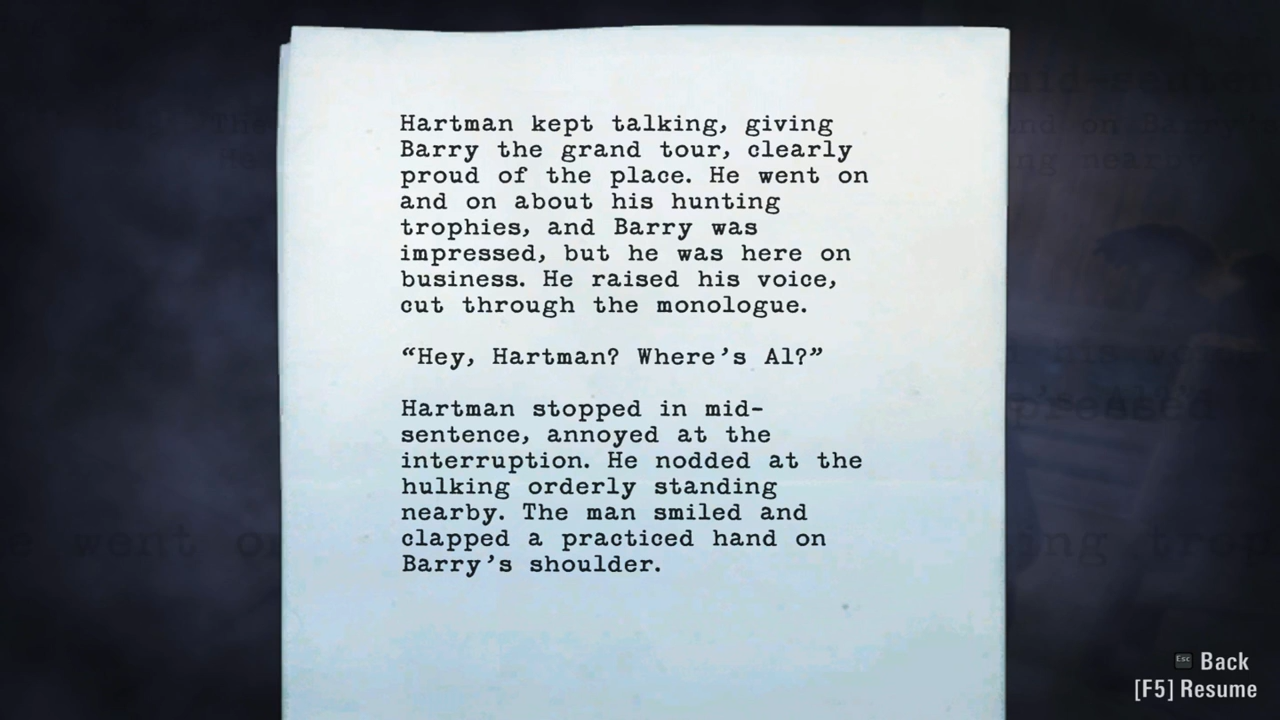 Hartman kept talking, giving
Barry the grand tour, clearly
proud of the place. He went on
and on about his hunting
trophies, and Barry was
impressed, but he was here on
business. He raised his voice,
cut through the monologue.
“Hey, Hartman? Where’s Al?”
Hartman stopped in mid-
sentence, annoyed at the
interruption. He nodded at the
hulking orderly standing
nearby. The man smiled and
clapped a practiced hand on
Barry’s shoulder.
Esc Back
[F5] Resume